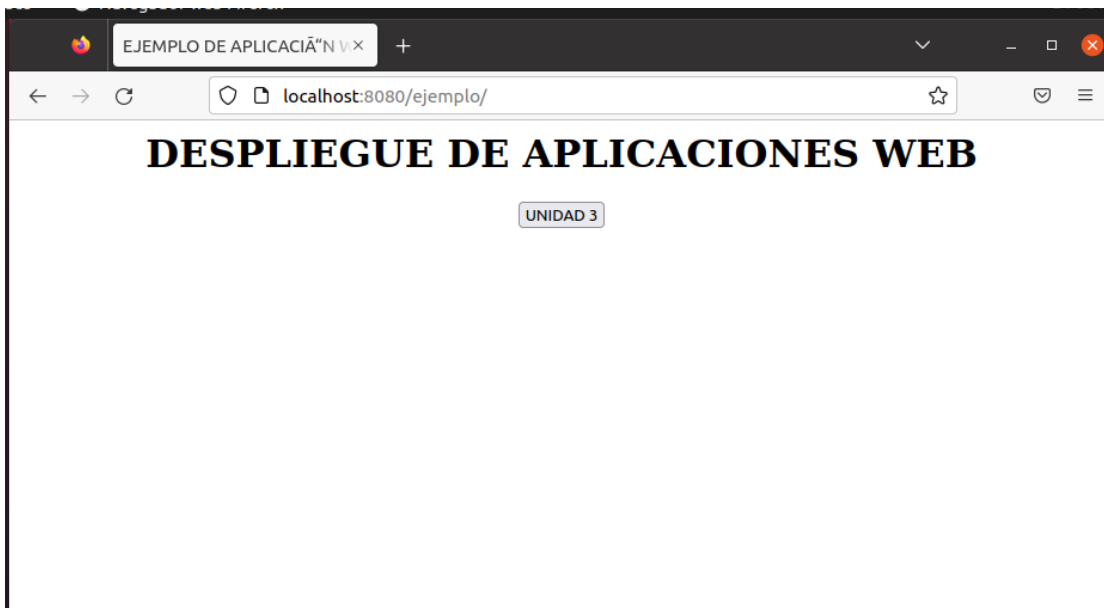 EJEMPLO DE APLICACIÃ“N W
localhost:8080/ejemplo/
DESPLIEGUE DE APLICACIONES WEB
UNIDAD 3